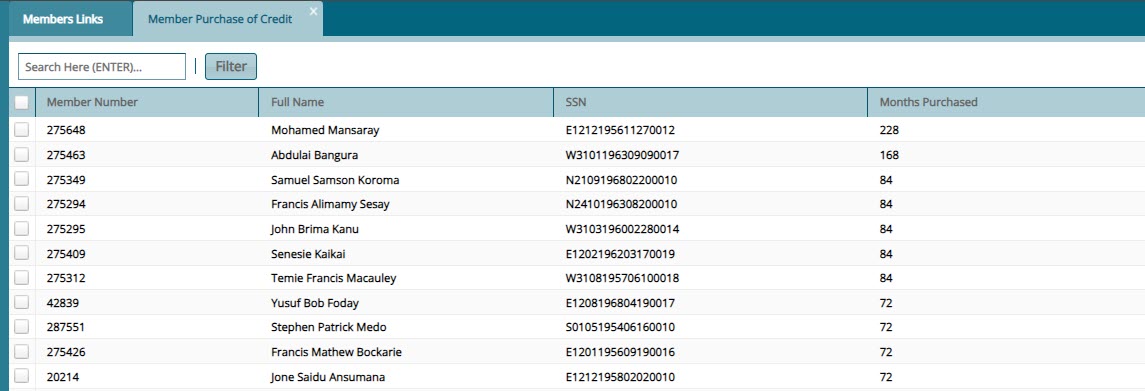 Members Links Member Purchase of Credit ×
Search Here (ENTER)... | Filter
Member Number Full Name SSN Months Purchased
275648 Mohamed Mansaray E1212195611270012 228
275463 Abdulai Bangura W3101196309090017 168
275349 Samuel Samson Koroma N2109196802200010 84
275294 Francis Alimamy Sesay N2410196308200010 84
275295 John Brima Kanu W3103196002280014 84
275409 Senesie Kaikai E1202196203170019 84
275312 Temie Francis Macauley W3108195706100018 84
42839 Yusuf Bob Foday E1208196804190017 72
287551 Stephen Patrick Medo S0105195406160010 72
275426 Francis Mathew Bockarie E1201195609190016 72
20214 Jone Saidu Ansumana E1212195802020010 72